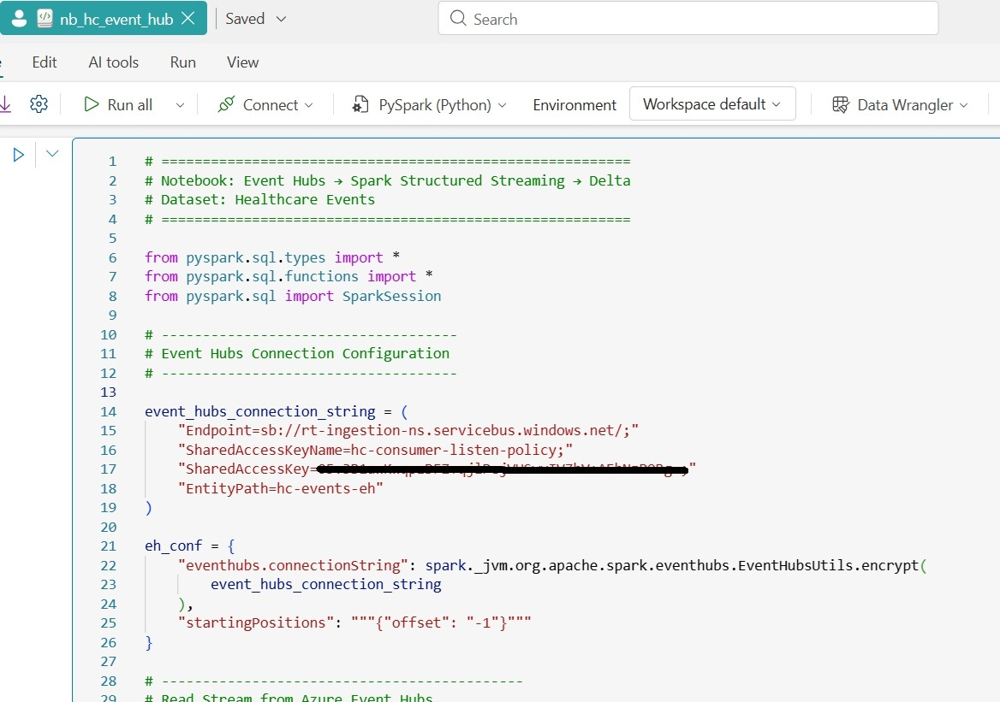 nb_hc_event_hub
Saved
Search
Edit AI tools Run View
Run all Connect PySpark (Python) Environment Workspace default Data Wrangler
1 # =========================================================
2 # Notebook: Event Hubs → Spark Structured Streaming → Delta
3 # Dataset: Healthcare Events
4 # =========================================================
5
6 from pyspark.sql.types import *
7 from pyspark.sql.functions import *
8 from pyspark.sql import SparkSession
9
10 # ------------------------------------
11 # Event Hubs Connection Configuration
12 # ------------------------------------
13
14 event_hubs_connection_string = (
15 "Endpoint=sb://rt-ingestion-ns.servicebus.windows.net/;"
16 "SharedAccessKeyName=hc-consumer-listen-policy;"
17 "SharedAccessKey= "
18 "EntityPath=hc-events-eh"
19 )
20
21 eh_conf = {
22 "eventhubs.connectionString": spark._jvm.org.apache.spark.eventhubs.EventHubsUtils.encrypt(
23 event_hubs_connection_string
24 ),
25 "startingPositions": """{"offset": "-1"}"""
26 }
27
28 # --------------------------------------------
29 # Read Stream from Azure Event Hubs